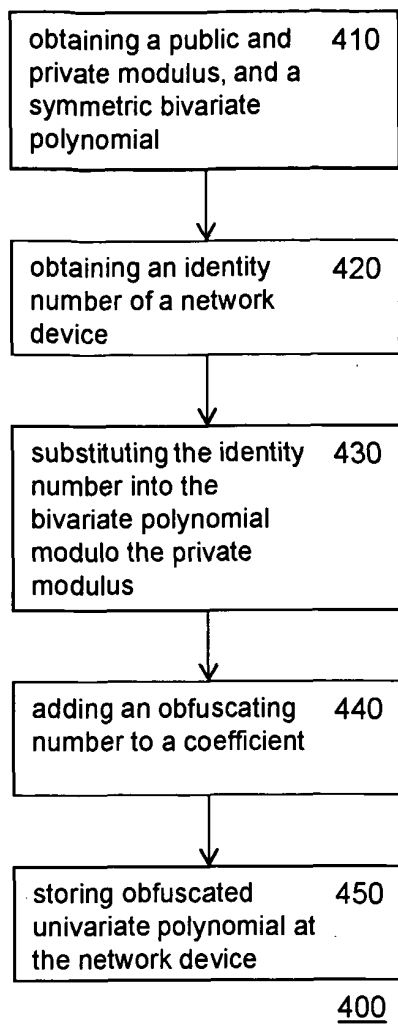 obtaining a public and 410
private modulus, and a
symmetric bivariate
polynomial
obtaining an identity 420
number of a network
device
substituting the identity 430
number into the
bivariate polynomial
modulo the private
modulus
adding an obfuscating 440
number to a coefficient
storing obfuscated 450
univariate polynomial at
the network device
400